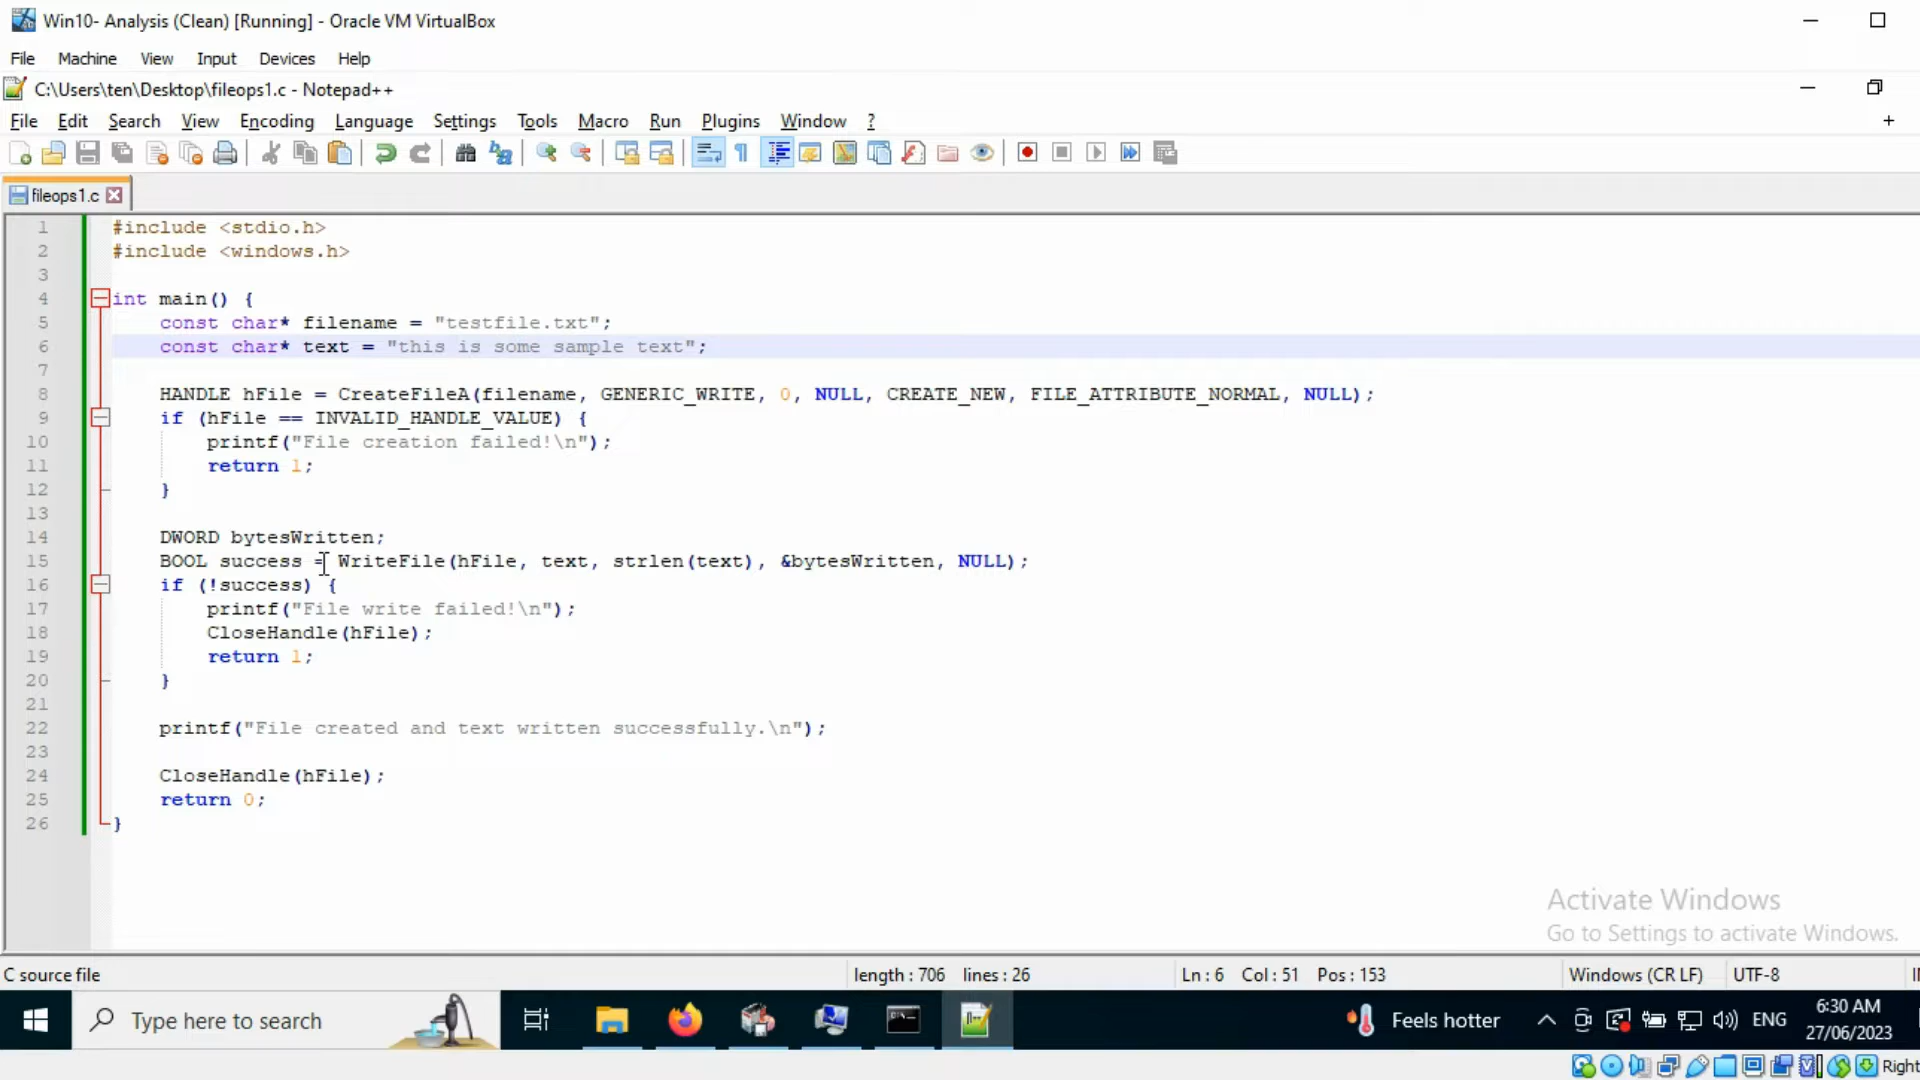 Win10- Analysis (Clean) [Running] - Oracle VM VirtualBox
File Machine View Input Devices Help
C:\Users\ten\Desktop\fileops1.c - Notepad++
File Edit Search View Encoding Language Settings Tools Macro Run Plugins Window ?
fileops1.c
1 #include <stdio.h>
2 #include <windows.h>
3
4 int main() {
5 const char* filename = "testfile.txt";
6 const char* text = "this is some sample text";
7
8 HANDLE hFile = CreateFileA(filename, GENERIC_WRITE, 0, NULL, CREATE_NEW, FILE_ATTRIBUTE_NORMAL, NULL);
9 if (hFile == INVALID_HANDLE_VALUE) {
10 printf("File creation failed!\n");
11 return 1;
12 }
13
14 DWORD bytesWritten;
15 BOOL success = WriteFile(hFile, text, strlen(text), &bytesWritten, NULL);
16 if (!success) {
17 printf("File write failed!\n");
18 CloseHandle(hFile);
19 return 1;
20 }
21
22 printf("File created and text written successfully.\n");
23
24 CloseHandle(hFile);
25 return 0;
26 }
Activate Windows
Go to Settings to activate Windows.
C source file length : 706 lines : 26 Ln : 6 Col : 51 Pos : 153 Windows (CR LF) UTF-8
Type here to search Feels hotter ENG 6:30 AM
27/06/2023
Right